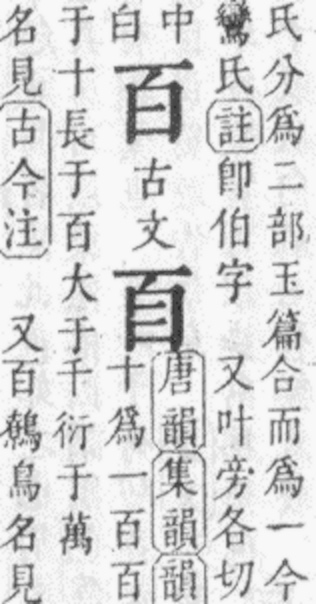 氏分爲二部玉篇合而爲一今
氏註卽伯字 又叶旁各切
中
白
百古文𦣻
唐韻集韻韻
十爲一百百
于十長于百大于千衍于萬
名見古今注 又百鳥名見